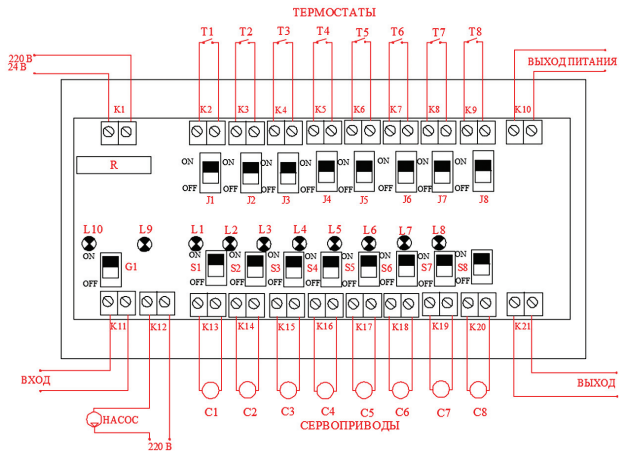 ТЕРМОСТАТЫ
T1 T2 T3 T4 T5 T6 T7 T8
220 В
24 В
ВЫХОД ПИТАНИЯ
K1 K2 K3 K4 K5 K6 K7 K8 K9 K10
R
ON ON ON ON ON ON ON ON
OFF OFF OFF OFF OFF OFF OFF OFF
J1 J2 J3 J4 J5 J6 J7 J8
L10 L9 L1 L2 L3 L4 L5 L6 L7 L8
ON ON ON ON ON ON ON ON ON
G1 S1 S2 S3 S4 S5 S6 S7 S8
OFF OFF OFF OFF OFF OFF OFF OFF OFF
K11 K12 K13 K14 K15 K16 K17 K18 K19 K20 K21
ВХОД
ВЫХОД
C1 C2 C3 C4 C5 C6 C7 C8
НАСОС
СЕРВОПРИВОДЫ
220 В